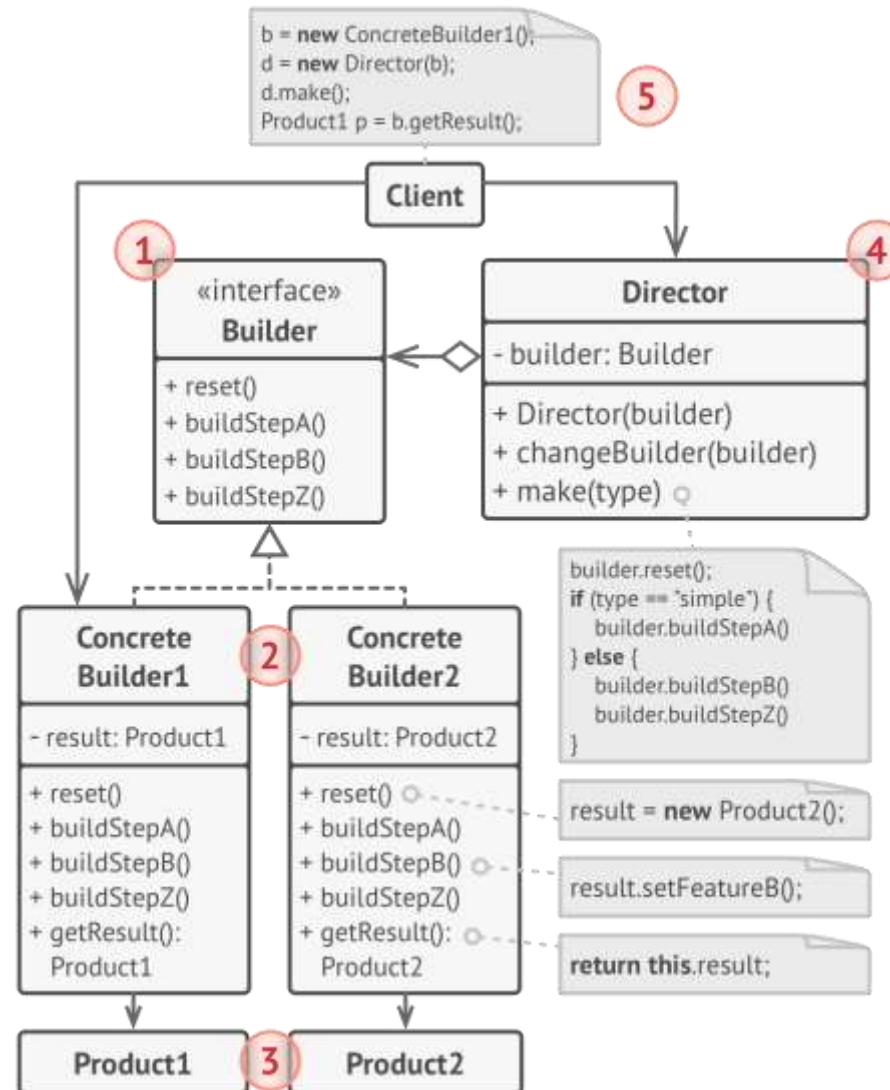 b = new ConcreteBuilder1();
d = new Director(b);
d.make();
Product1 p = b.getResult();
5
Client
1
«interface»
Builder
+ reset()
+ buildStepA()
+ buildStepB()
+ buildStepZ()
4
Director
- builder: Builder
+ Director(builder)
+ changeBuilder(builder)
+ make(type)
builder.reset();
if (type == "simple") {
builder.buildStepA()
} else {
builder.buildStepB()
builder.buildStepZ()
}
Concrete
Builder1
- result: Product1
+ reset()
+ buildStepA()
+ buildStepB()
+ buildStepZ()
+ getResult():
Product1
2
Concrete
Builder2
- result: Product2
+ reset()
+ buildStepA()
+ buildStepB()
+ buildStepZ()
+ getResult():
Product2
result = new Product2();
result.setFeatureB();
return this.result;
Product1
3
Product2